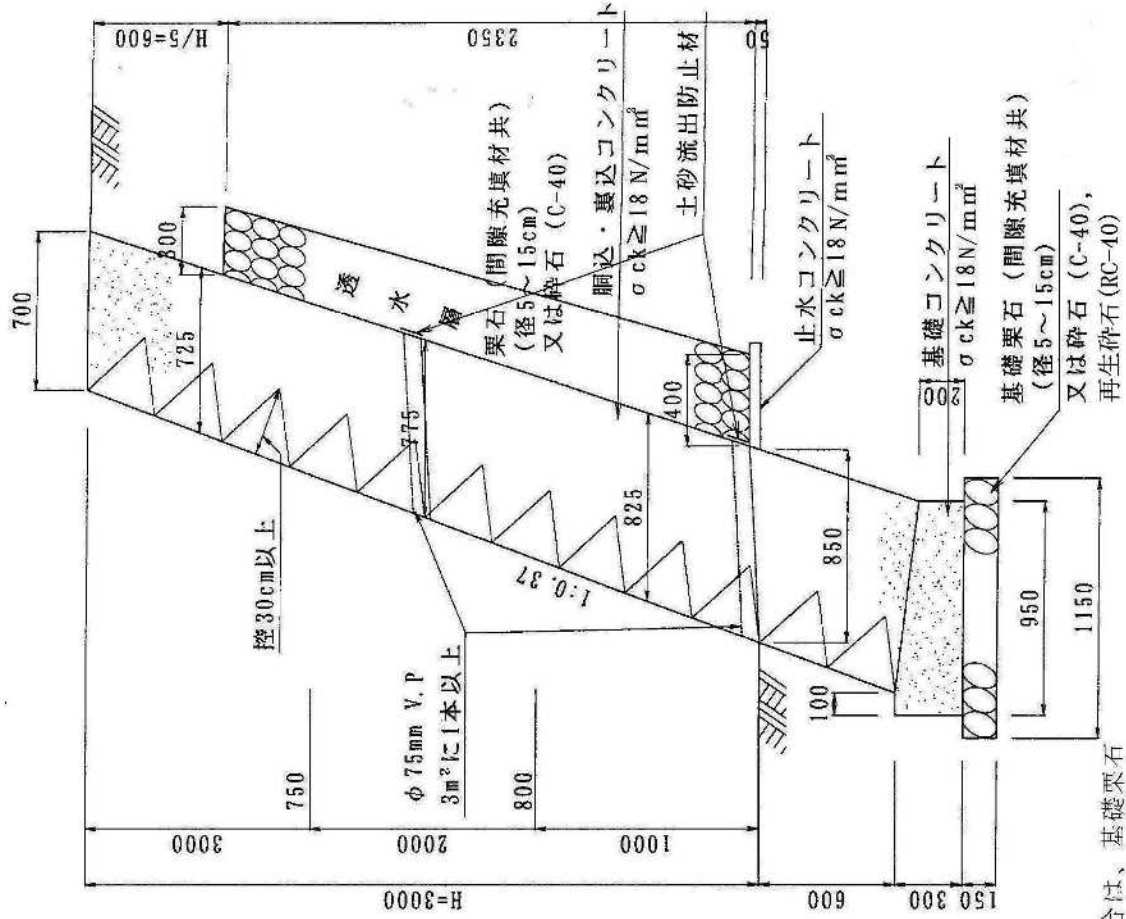 700
H/5=600
300
725
透水層
2350
栗石 (間隙充填材共)
(径5~15cm)
又は砕石 (C-40)
胴込・裏込コンクリート
σck≧18N/mm²
土砂流出防止材
50
控30cm以上
775
1:0.37
825
400
φ75mm V.P
3m²に1本以上
750
800
3000
2000
1000
H=3000
止水コンクリート
σck≧18N/mm²
850
基礎コンクリート
σck≧18N/mm²
200
100
基礎栗石 (間隙充填材共)
(径5~15cm)
又は砕石 (C-40),
再生砕石(RC-40)
950
1150
600
300
150
合は、基礎栗石